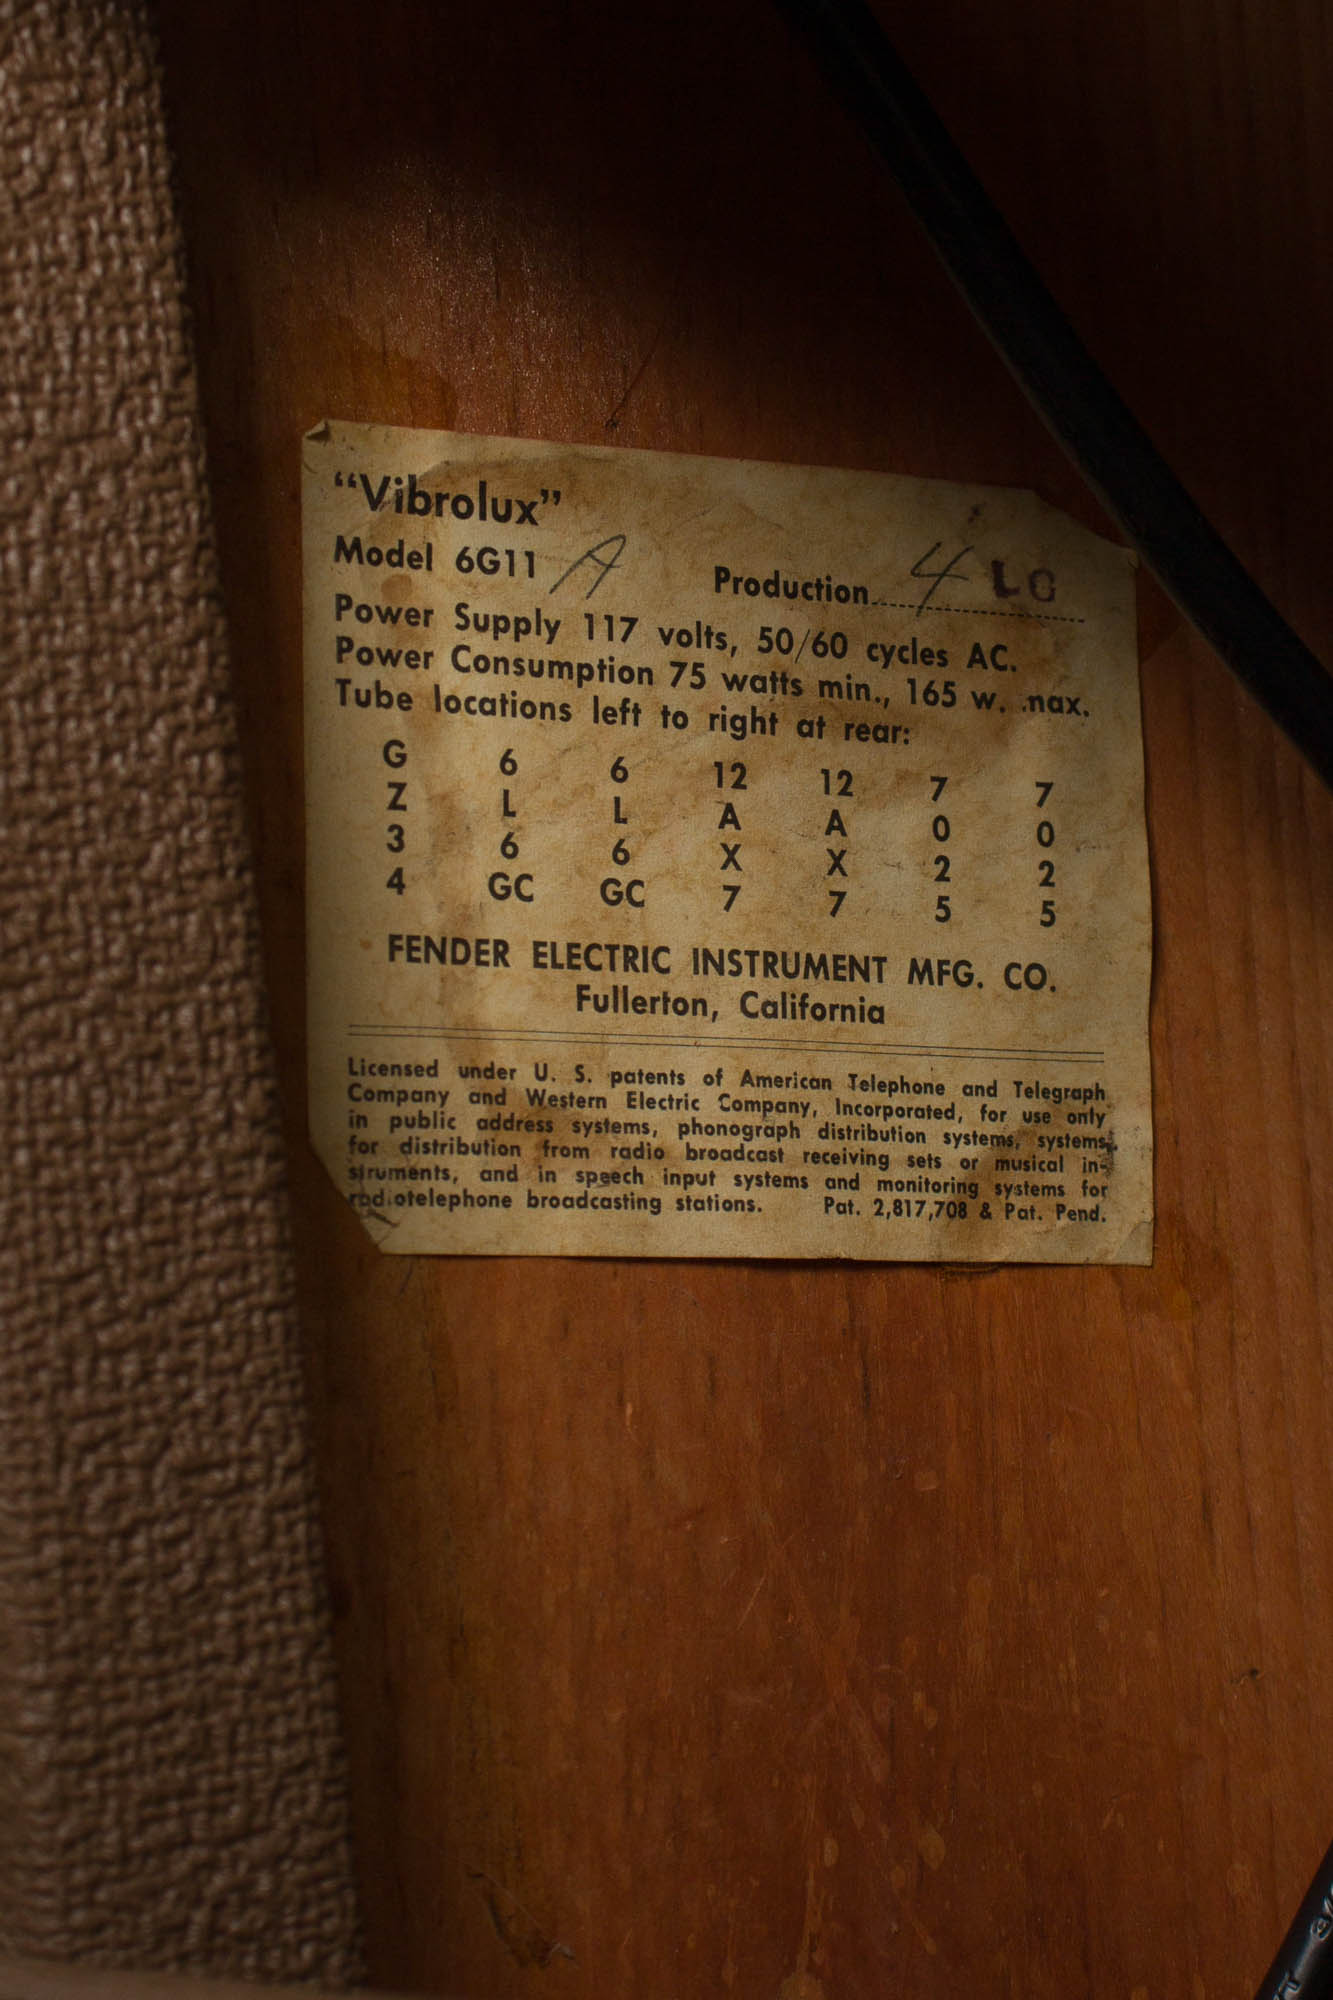 “Vibrolux”
Model 6G11 A Production 4 LG
Power Supply 117 volts, 50/60 cycles AC.
Power Consumption 75 watts min., 165 w. max.
Tube locations left to right at rear:
G 6 6 12 12 7 7
Z L L A A 0 0
3 6 6 X X 2 2
4 GC GC 7 7 5 5
FENDER ELECTRIC INSTRUMENT MFG. CO.
Fullerton, California
Licensed under U. S. patents of American Telephone and Telegraph
Company and Western Electric Company, Incorporated, for use only
in public address systems, phonograph distribution systems, systems
for distribution from radio broadcast receiving sets or musical in-
struments, and in speech input systems and monitoring systems for
radiotelephone broadcasting stations. Pat. 2,817,708 & Pat. Pend.